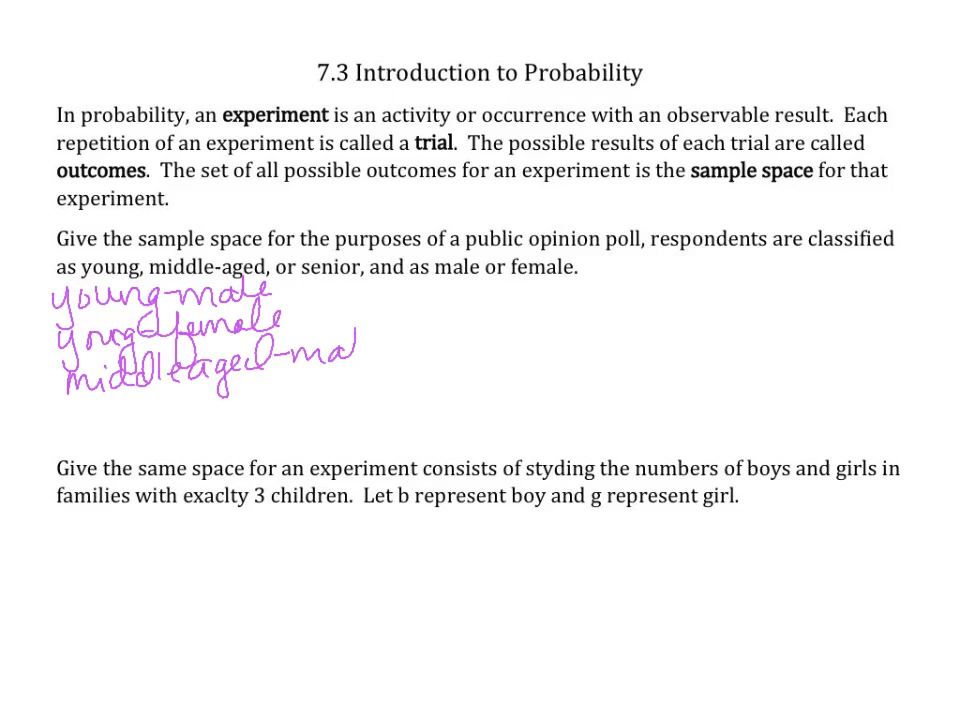 7.3 Introduction to Probability
In probability, an experiment is an activity or occurrence with an observable result. Each
repetition of an experiment is called a trial. The possible results of each trial are called
outcomes. The set of all possible outcomes for an experiment is the sample space for that
experiment.
Give the sample space for the purposes of a public opinion poll, respondents are classified
as young, middle-aged, or senior, and as male or female.
young-male
young-female
middle-aged-mal
Give the same space for an experiment consists of styding the numbers of boys and girls in
families with exaclty 3 children. Let b represent boy and g represent girl.